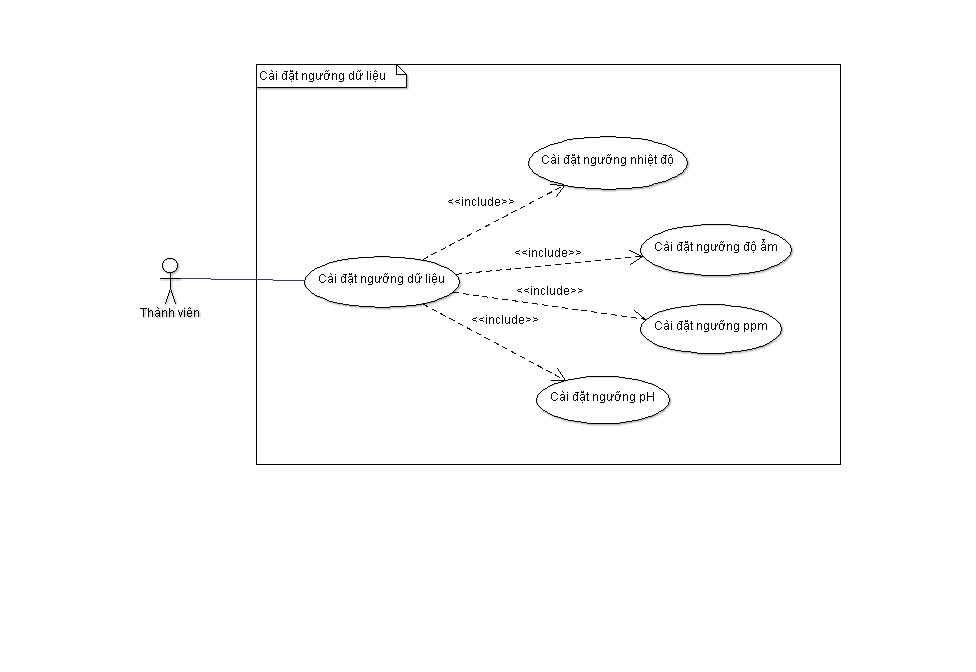 Cài đặt ngưỡng dữ liệu
Cài đặt ngưỡng nhiệt độ
<<include>>
Cài đặt ngưỡng độ ẩm
<<include>>
Cài đặt ngưỡng dữ liệu
<<include>>
Thành viên
<<include>>
Cài đặt ngưỡng ppm
Cài đặt ngưỡng pH